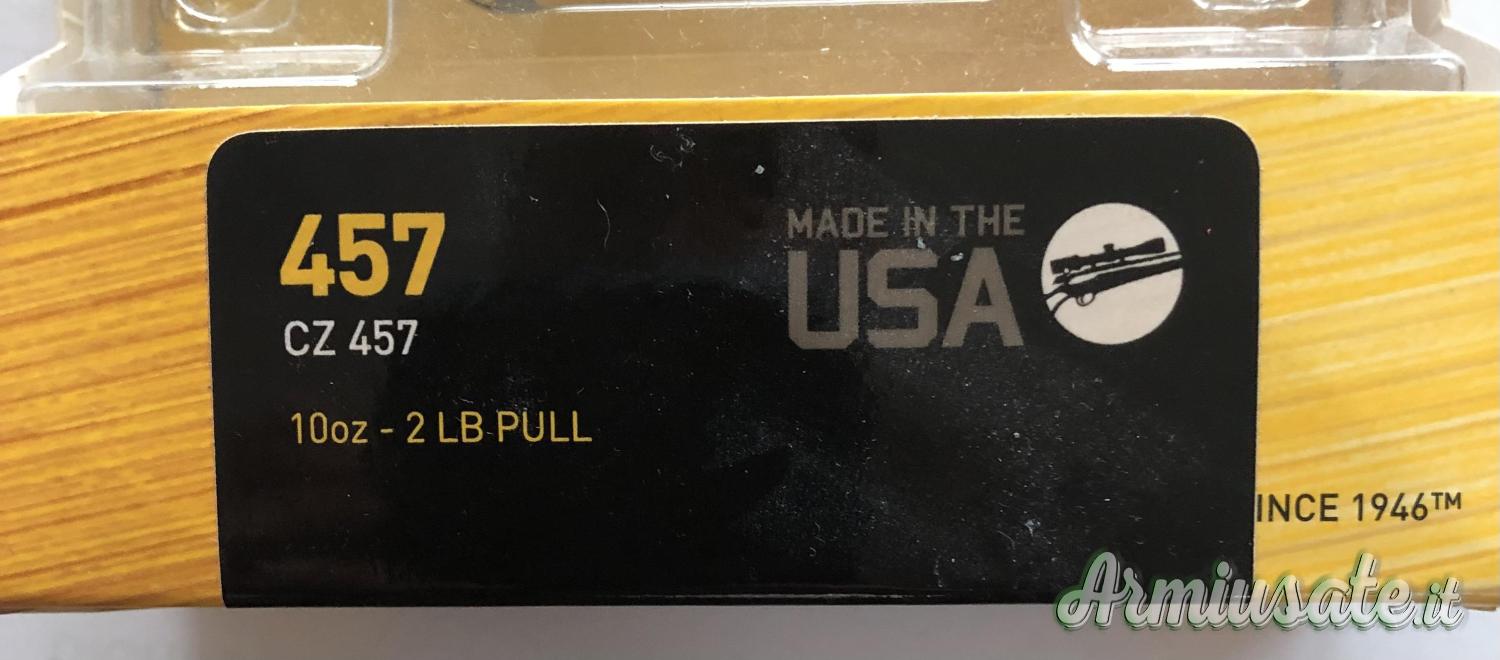 457
CZ 457
10oz - 2 LB PULL
MADE IN THE
USA
INCE 1946™
Armiusate.it